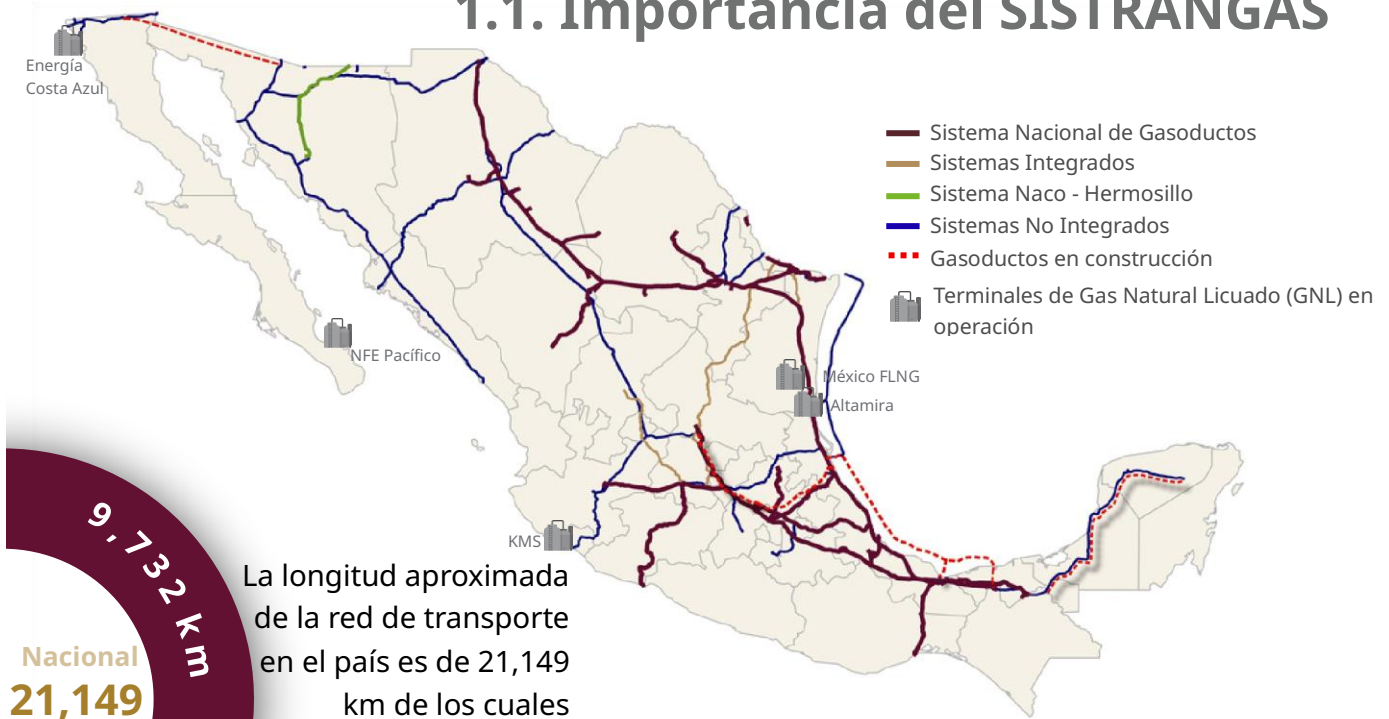 1.1. Importancia del SISTRANGAS
Energía
Costa Azul
Sistema Nacional de Gasoductos
Sistemas Integrados
Sistema Naco - Hermosillo
Sistemas No Integrados
Gasoductos en construcción
Terminales de Gas Natural Licuado (GNL) en
operación
NFE Pacífico
México FLNG
Altamira
KMS
9,732 km
La longitud aproximada
de la red de transporte
en el país es de 21,149
km de los cuales
Nacional
21,149